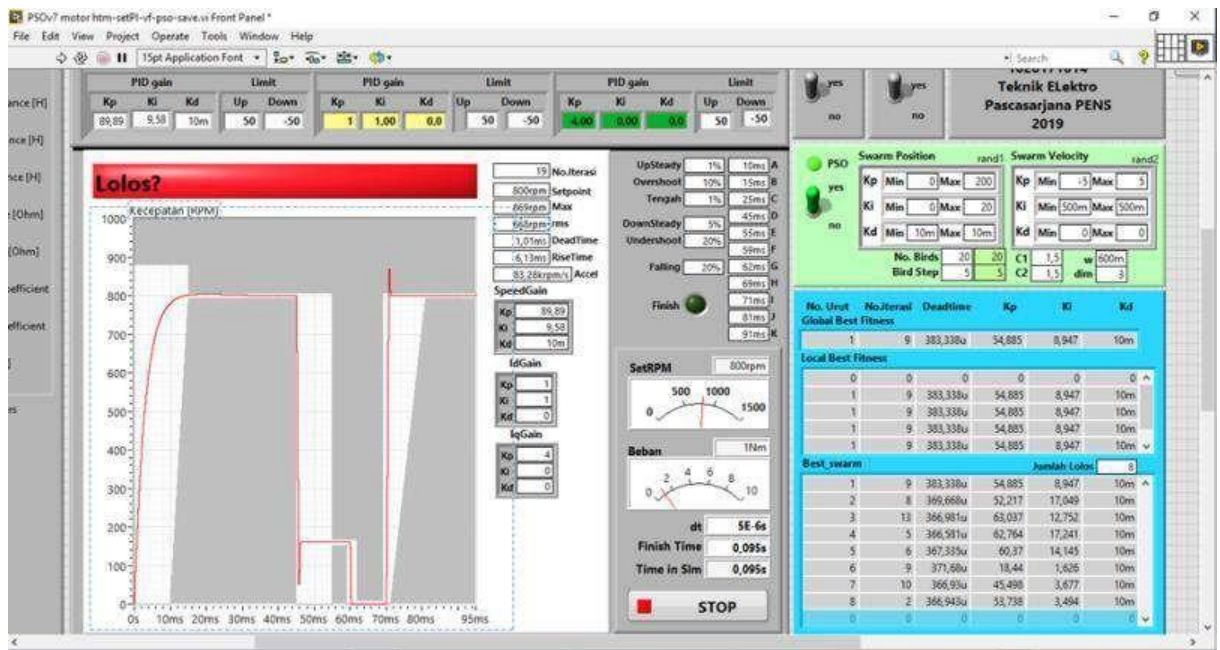 PSOv7 motor htm-setPI-vf-pso-save.vi Front Panel *
File Edit View Project Operate Tools Window Help
15pt Application Font
Search
PID gain Limit PID gain Limit PID gain Limit
Kp Ki Kd Up Down Kp Ki Kd Up Down Kp Ki Kd Up Down
89,89 9,58 10m 50 -50 1 1,00 0,0 50 -50 4,00 0,00 0,0 50 -50
yes
no
yes
no
Teknik ELektro
Pascasarjana PENS
2019
ance [H]
nce [H]
nce [H]
[Ohm]
[Ohm]
efficient
efficient
Lolos?
Kecepatan (RPM)
1000
900
800
700
600
500
400
300
200
100
0
0s 10ms 20ms 30ms 40ms 50ms 60ms 70ms 80ms 95ms
19 No.Iterasi
800rpm Setpoint
869rpm Max
668rpm rms
1,01ms DeadTime
6,13ms RiseTime
83,28krpm/s Accel
SpeedGain
Kp 89,89
Ki 9,58
Kd 10m
IdGain
Kp 1
Ki 1
Kd 0
IqGain
Kp 4
Ki 0
Kd 0
UpSteady 1% 10ms A
Overshoot 10% 15ms B
Tengah 1% 25ms C
45ms D
DownSteady 5% 55ms E
Undershoot 20% 59ms F
Falling 20% 62ms G
69ms H
Finish 71ms I
81ms J
91ms K
SetRPM 800rpm
0 500 1000 1500
Beban 1Nm
0 2 4 6 8 10
dt 5E-6s
Finish Time 0,095s
Time in SIm 0,095s
STOP
PSO
yes
no
Swarm Position rand1 Swarm Velocity rand2
Kp Min 0 Max 200 Kp Min -5 Max 5
Ki Min 0 Max 20 Ki Min 500m Max 500m
Kd Min 10m Max 10m Kd Min 0 Max 0
No. Birds 20 20 C1 1,5 w 600m
Bird Step 5 5 C2 1,5 dim 3
No. Urut No.Iterasi Deadtime Kp Ki Kd
Global Best Fitness
1 9 383,338u 54,885 8,947 10m
Local Best Fitness
0 0 0 0 0 0
1 9 383,338u 54,885 8,947 10m
1 9 383,338u 54,885 8,947 10m
1 9 383,338u 54,885 8,947 10m
1 9 383,338u 54,885 8,947 10m
Best_swarm Jumlah Lolos 8
1 9 383,338u 54,885 8,947 10m
2 8 369,668u 52,217 17,049 10m
3 13 366,981u 63,037 12,752 10m
4 5 366,581u 62,764 17,241 10m
5 6 367,335u 60,37 14,145 10m
6 9 371,68u 18,44 1,626 10m
7 10 366,93u 45,498 3,677 10m
8 2 366,943u 53,738 3,494 10m
0 0 0 0 0 0